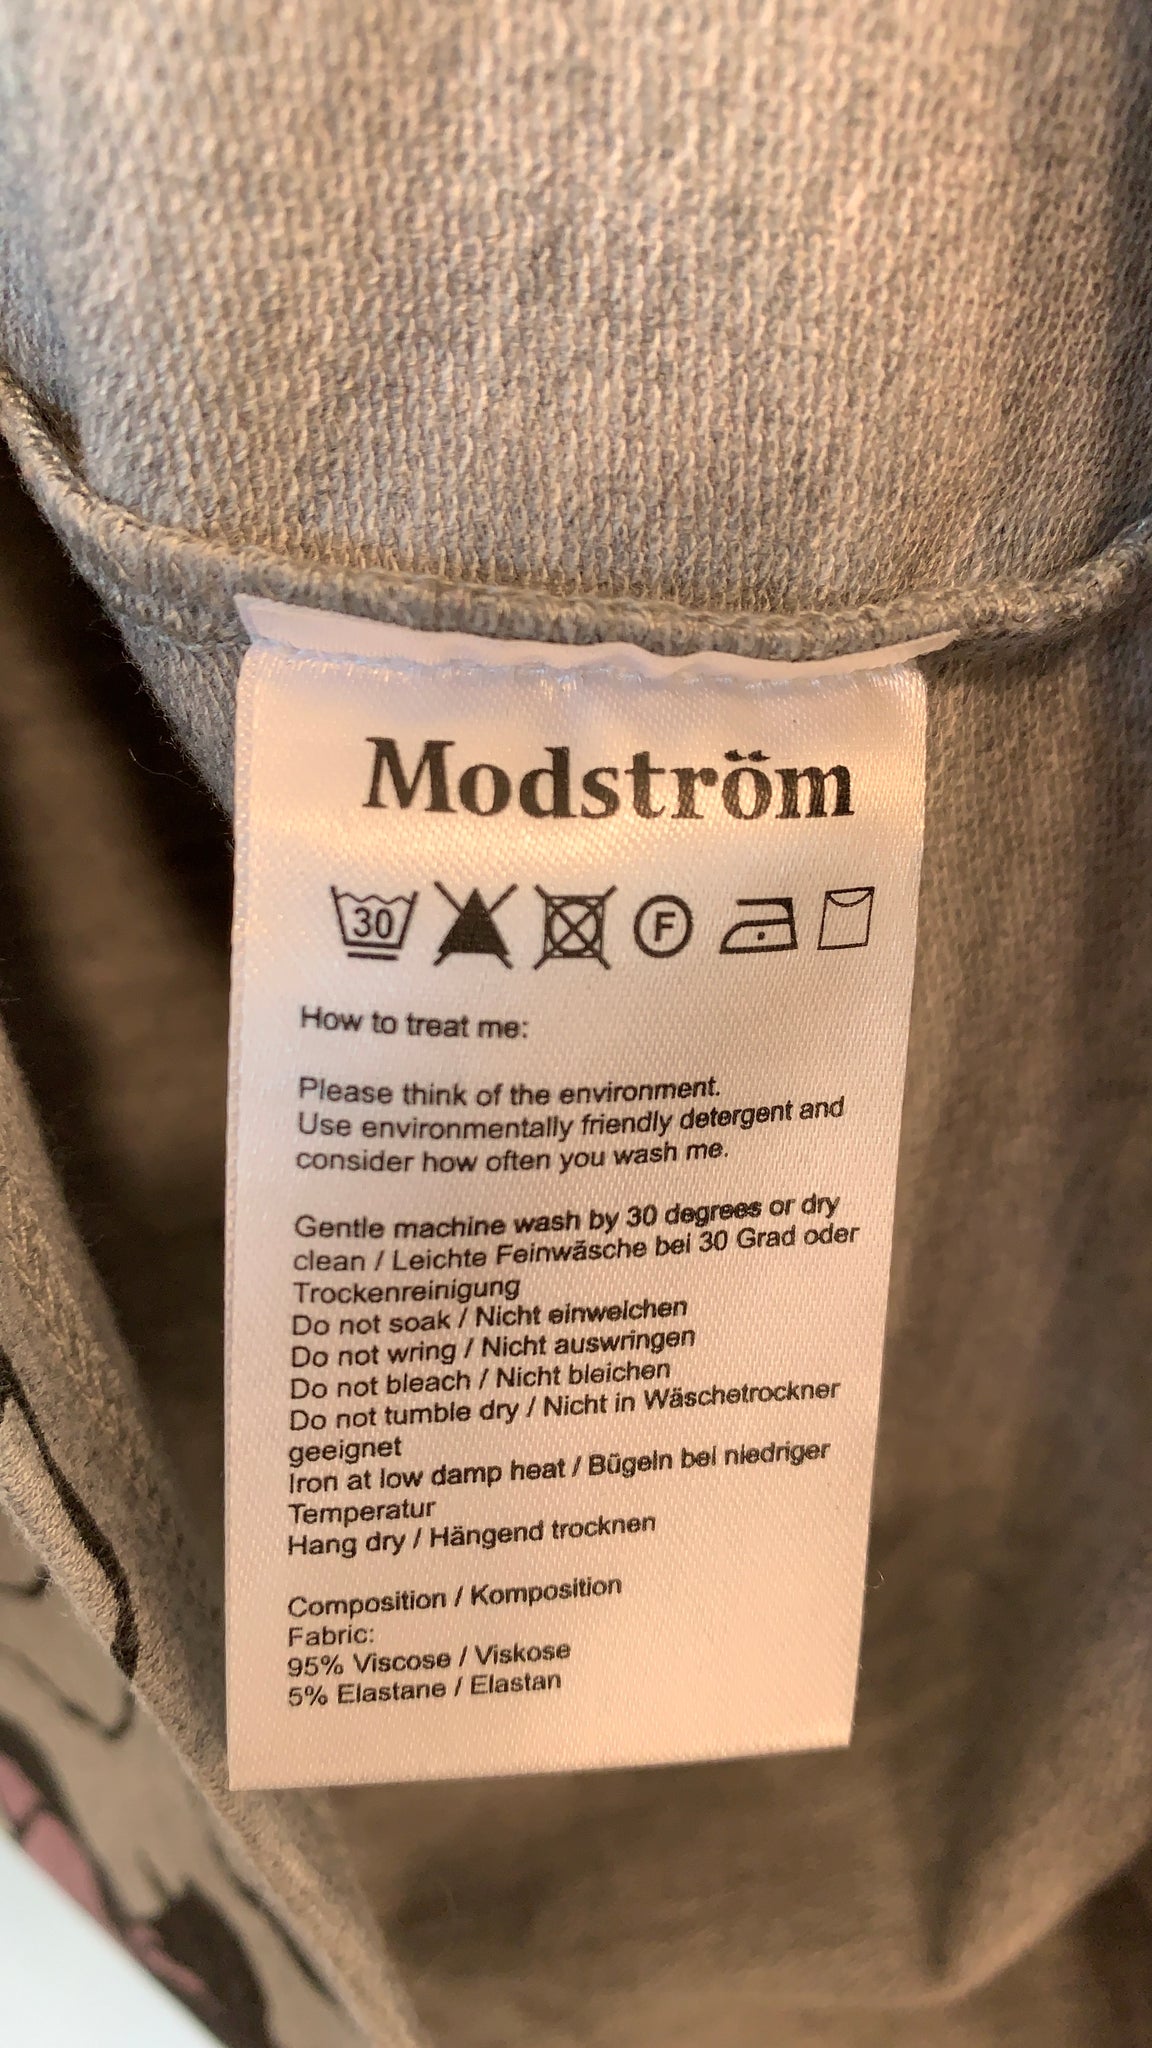 Modström
30 F
How to treat me:
Please think of the environment.
Use environmentally friendly detergent and
consider how often you wash me.
Gentle machine wash by 30 degrees or dry
clean / Leichte Feinwäsche bei 30 Grad oder
Trockenreinigung
Do not soak / Nicht einweichen
Do not wring / Nicht auswringen
Do not bleach / Nicht bleichen
Do not tumble dry / Nicht in Wäschetrockner
geeignet
Iron at low damp heat / Bügeln bei niedriger
Temperatur
Hang dry / Hängend trocknen
Composition / Komposition
Fabric:
95% Viscose / Viskose
5% Elastane / Elastan